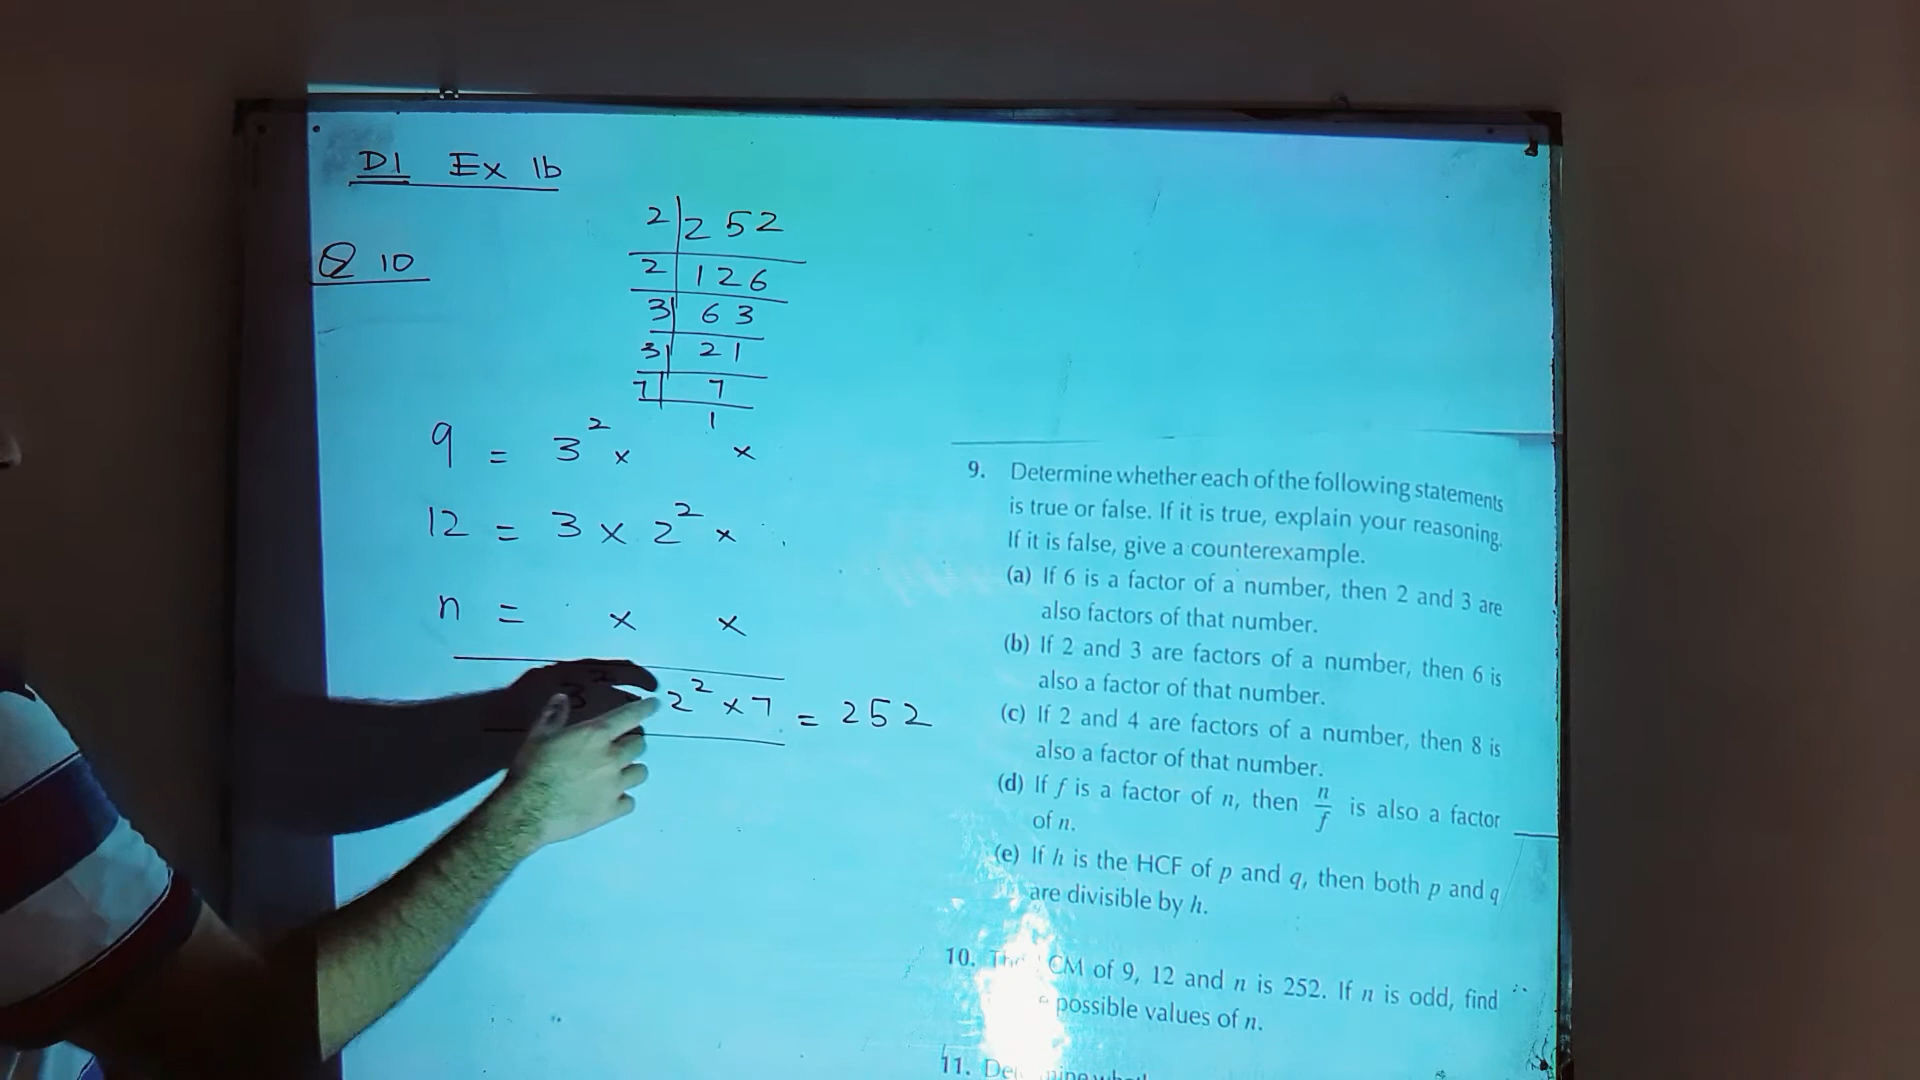 D1 Ex 1b
Q 10
2 | 252
2 | 126
3 | 63
3 | 21
7 | 7
1
9 = 3² × ×
12 = 3 × 2² ×
n = × ×
3² 2² × 7 = 252
9. Determine whether each of the following statements
is true or false. If it is true, explain your reasoning.
If it is false, give a counterexample.
(a) If 6 is a factor of a number, then 2 and 3 are
also factors of that number.
(b) If 2 and 3 are factors of a number, then 6 is
also a factor of that number.
(c) If 2 and 4 are factors of a number, then 8 is
also a factor of that number.
(d) If f is a factor of n, then n/f is also a factor
of n.
(e) If h is the HCF of p and q, then both p and q
are divisible by h.
10. CM of 9, 12 and n is 252. If n is odd, find
possible values of n.
11.